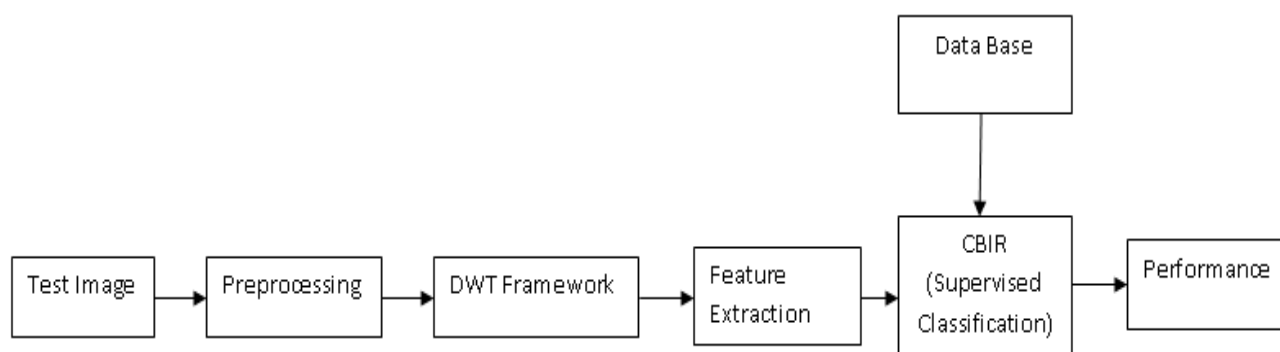 Data Base
Test Image
Preprocessing
DWT Framework
Feature
Extraction
CBIR
(Supervised
Classification)
Performance